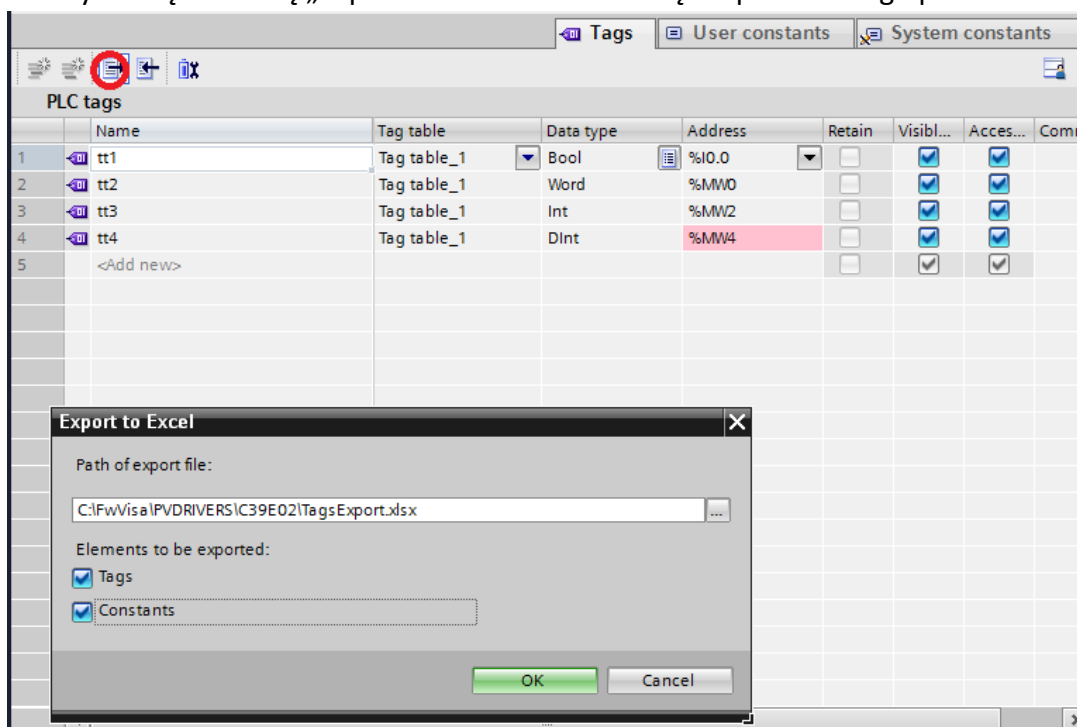 Tags User constants System constants
PLC tags
Name Tag table Data type Address Retain Visibl... Acces... Comm
1 tt1 Tag table_1 Bool %I0.0
2 tt2 Tag table_1 Word %MW0
3 tt3 Tag table_1 Int %MW2
4 tt4 Tag table_1 DInt %MW4
5 <Add new>
Export to Excel
Path of export file:
C:\FwVisa\PVDRIVERS\C39E02\TagsExport.xlsx ...
Elements to be exported:
Tags
Constants
OK Cancel